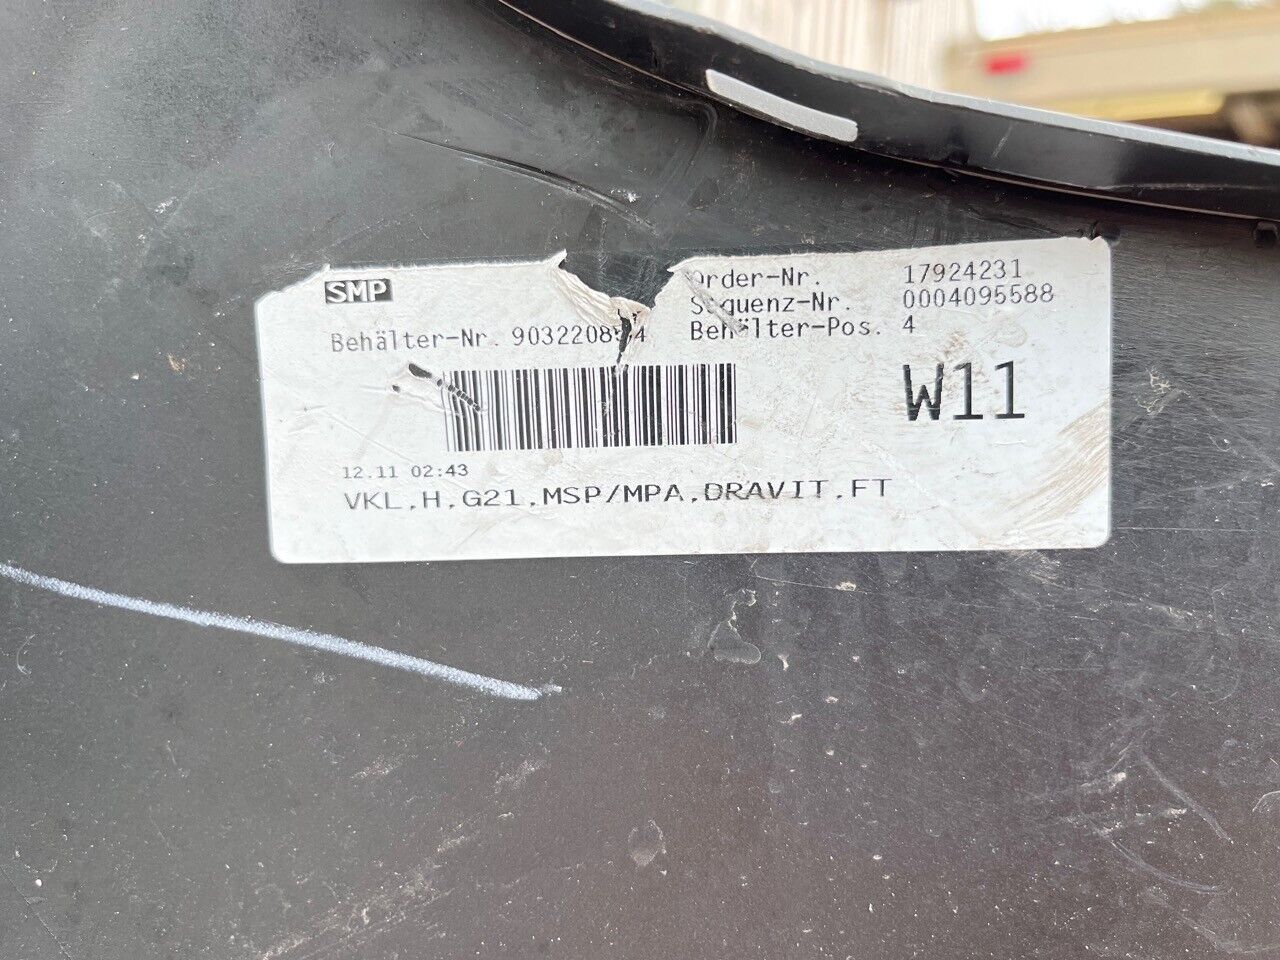 SMP
Order-Nr. 17924231
Sequenz-Nr. 0004095588
Behälter-Nr. Behälter-Pos. 4
W11
12.11 02:43
VKL,H,G21,MSP/MPA,DRAVIT,FT